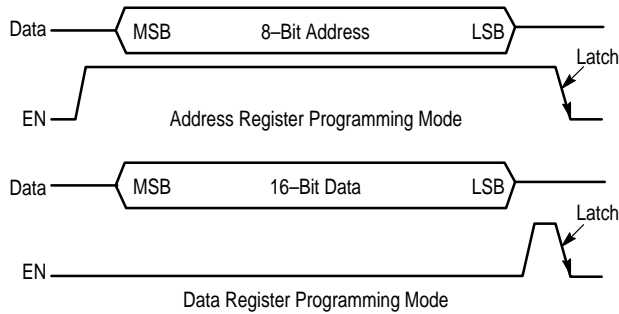 Data MSB 8–Bit Address LSB
Latch
EN Address Register Programming Mode
Data MSB 16–Bit Data LSB
Latch
EN
Data Register Programming Mode